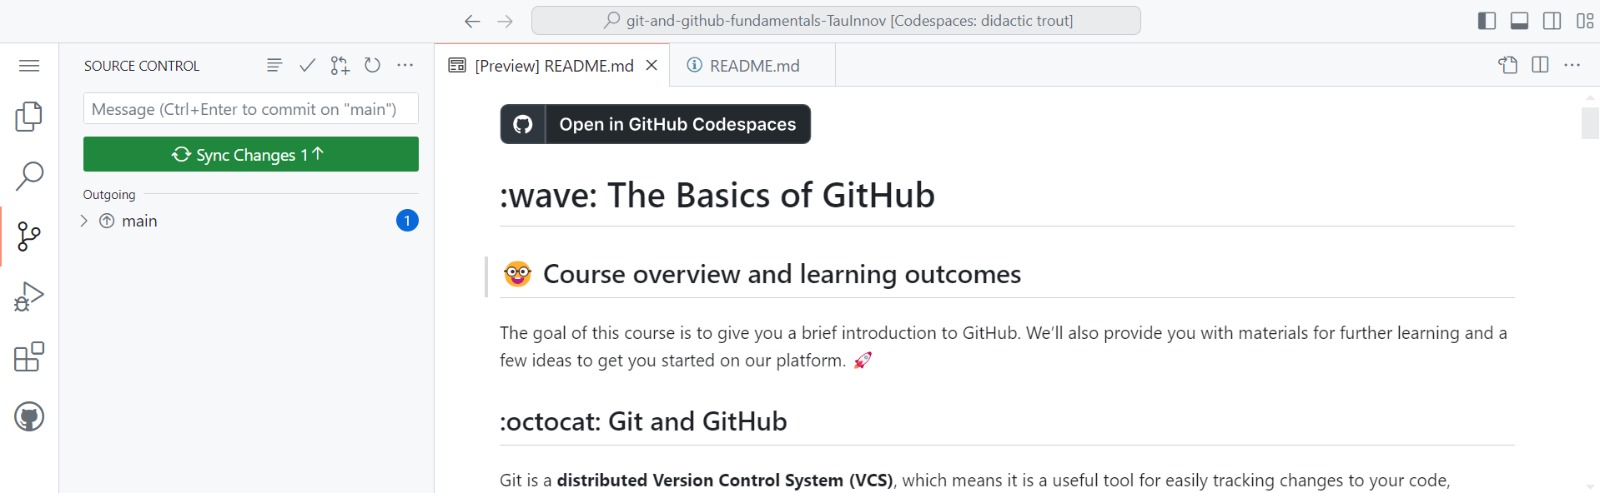 git-and-github-fundamentals-TauInnov [Codespaces: didactic trout]
SOURCE CONTROL
[Preview] README.md
README.md
Message (Ctrl+Enter to commit on "main")
Sync Changes 1↑
Outgoing
main
1
Open in GitHub Codespaces
:wave: The Basics of GitHub
🤓 Course overview and learning outcomes
The goal of this course is to give you a brief introduction to GitHub. We’ll also provide you with materials for further learning and a
few ideas to get you started on our platform. 🚀
:octocat: Git and GitHub
Git is a distributed Version Control System (VCS), which means it is a useful tool for easily tracking changes to your code,